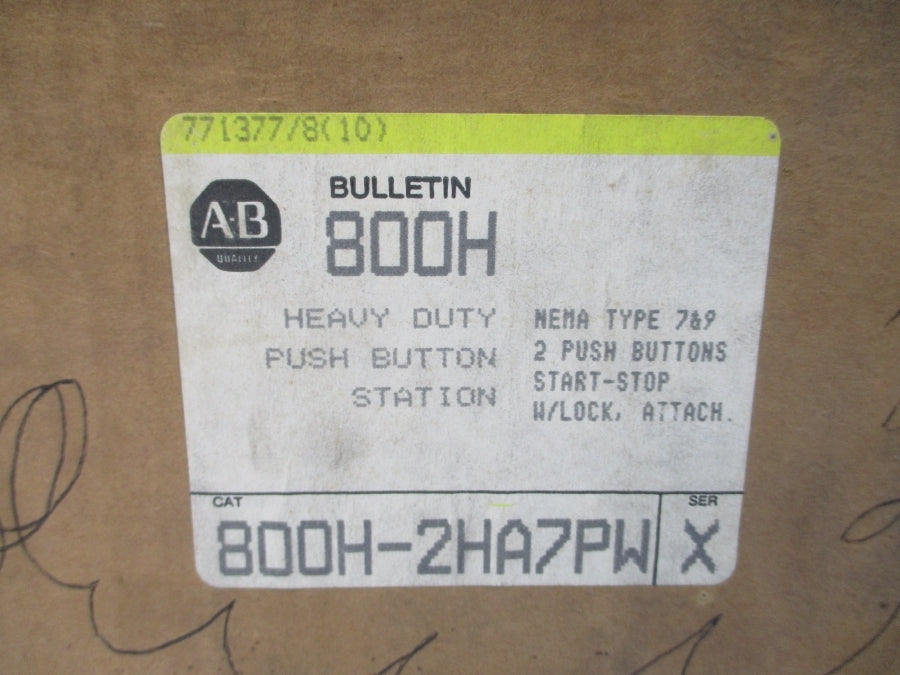 771377/8(10)
A-B
QUALITY
BULLETIN
800H
HEAVY DUTY
PUSH BUTTON
STATION
NEMA TYPE 7&9
2 PUSH BUTTONS
START-STOP
W/LOCK, ATTACH.
CAT
800H-2HA7PW
SER
X